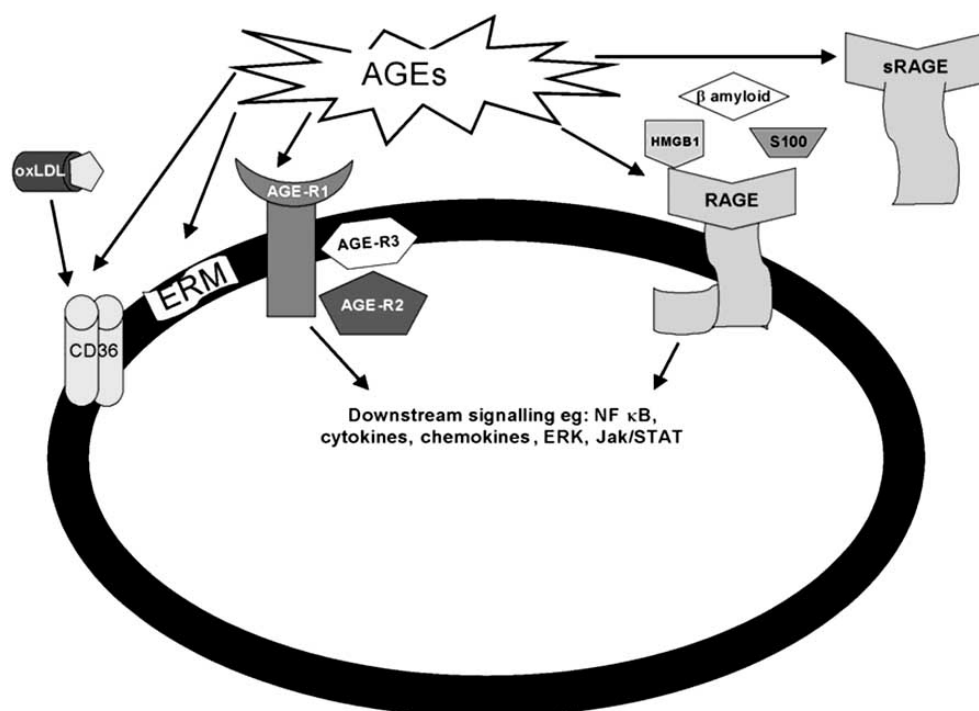 AGEs
sRAGE
β amyloid
HMGB1
S100
oxLDL
AGE-R1
RAGE
AGE-R3
ERM
AGE-R2
CD36
Downstream signalling eg: NF κB,
cytokines, chemokines, ERK, Jak/STAT